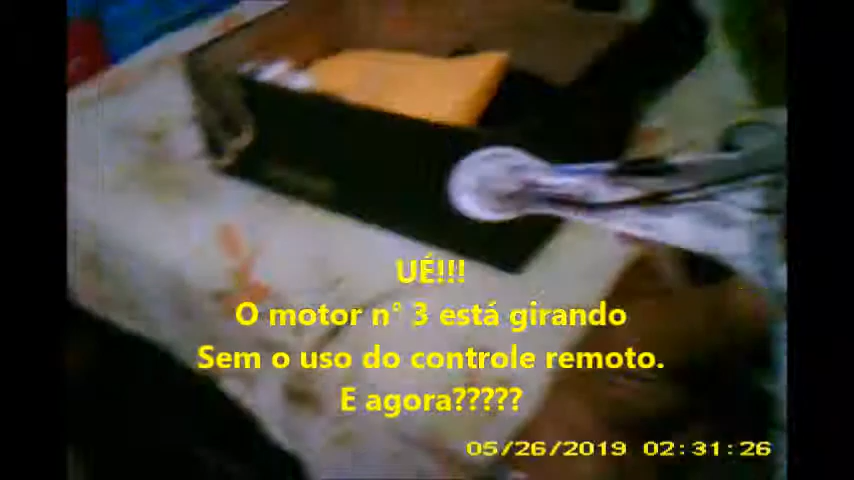 UÉ!!!
O motor n° 3 está girando
Sem o uso do controle remoto.
E agora?????
05/26/2019 02:31:26